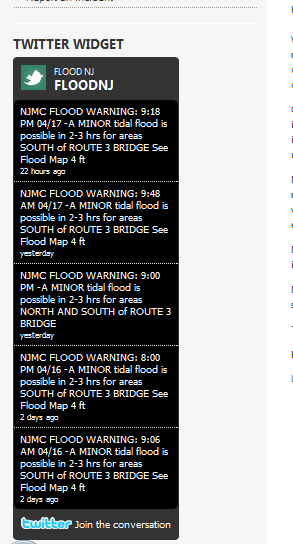 TWITTER WIDGET
FLOOD NJ
FLOODNJ
NJMC FLOOD WARNING: 9:18
PM 04/17 -A MINOR tidal flood is
possible in 2-3 hrs for areas
SOUTH of ROUTE 3 BRIDGE See
Flood Map 4 ft
22 hours ago
NJMC FLOOD WARNING: 9:48
AM 04/17 -A MINOR tidal flood is
possible in 2-3 hrs for areas
SOUTH of ROUTE 3 BRIDGE See
Flood Map 4 ft
yesterday
NJMC FLOOD WARNING: 9:00
PM -A MINOR tidal flood is
possible in 2-3 hrs for areas
NORTH AND SOUTH of ROUTE 3
BRIDGE
yesterday
NJMC FLOOD WARNING: 8:00
PM 04/16 -A MINOR tidal flood is
possible in 2-3 hrs for areas
SOUTH of ROUTE 3 BRIDGE See
Flood Map 4 ft
2 days ago
NJMC FLOOD WARNING: 9:06
AM 04/16 -A MINOR tidal flood is
possible in 2-3 hrs for areas
SOUTH of ROUTE 3 BRIDGE See
Flood Map 4 ft
2 days ago
twitter Join the conversation